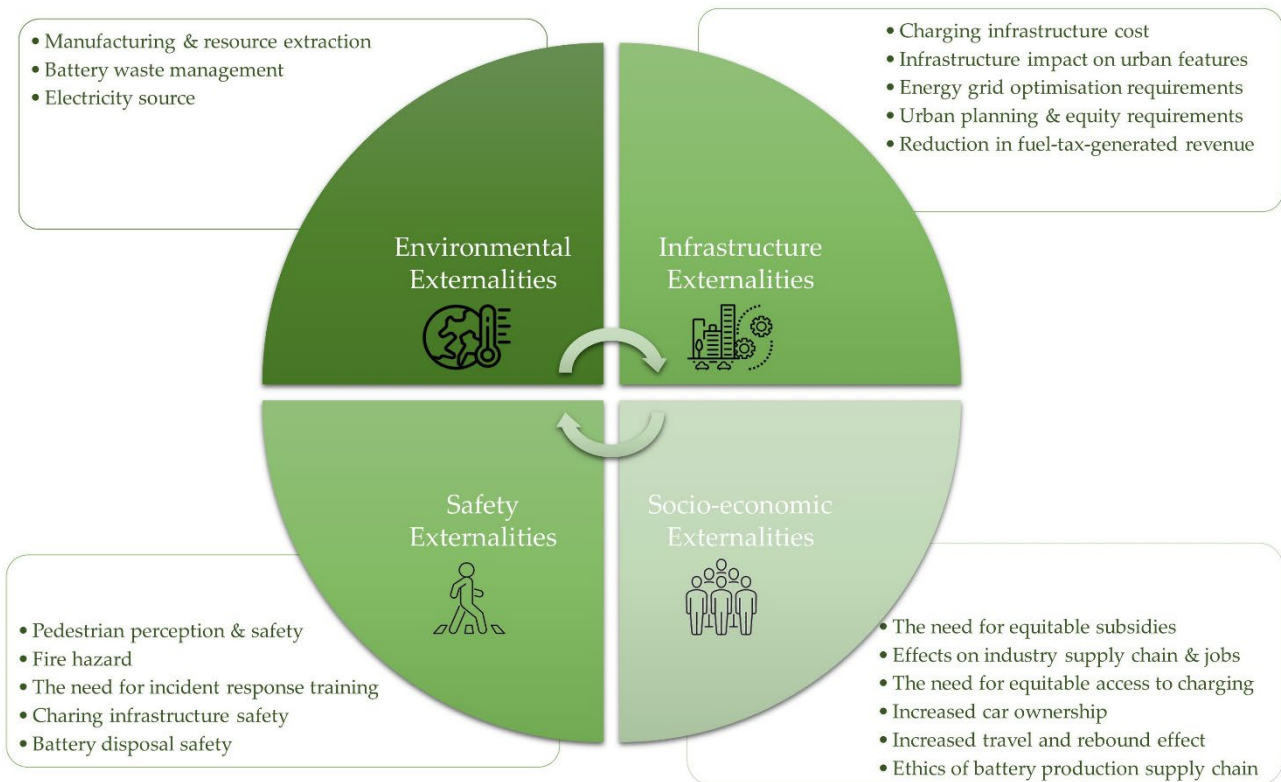 • Manufacturing & resource extraction
• Battery waste management
• Electricity source
• Charging infrastructure cost
• Infrastructure impact on urban features
• Energy grid optimisation requirements
• Urban planning & equity requirements
• Reduction in fuel-tax-generated revenue
Environmental
Externalities
Infrastructure
Externalities
Safety
Externalities
Socio-economic
Externalities
• Pedestrian perception & safety
• Fire hazard
• The need for incident response training
• Charing infrastructure safety
• Battery disposal safety
• The need for equitable subsidies
• Effects on industry supply chain & jobs
• The need for equitable access to charging
• Increased car ownership
• Increased travel and rebound effect
• Ethics of battery production supply chain